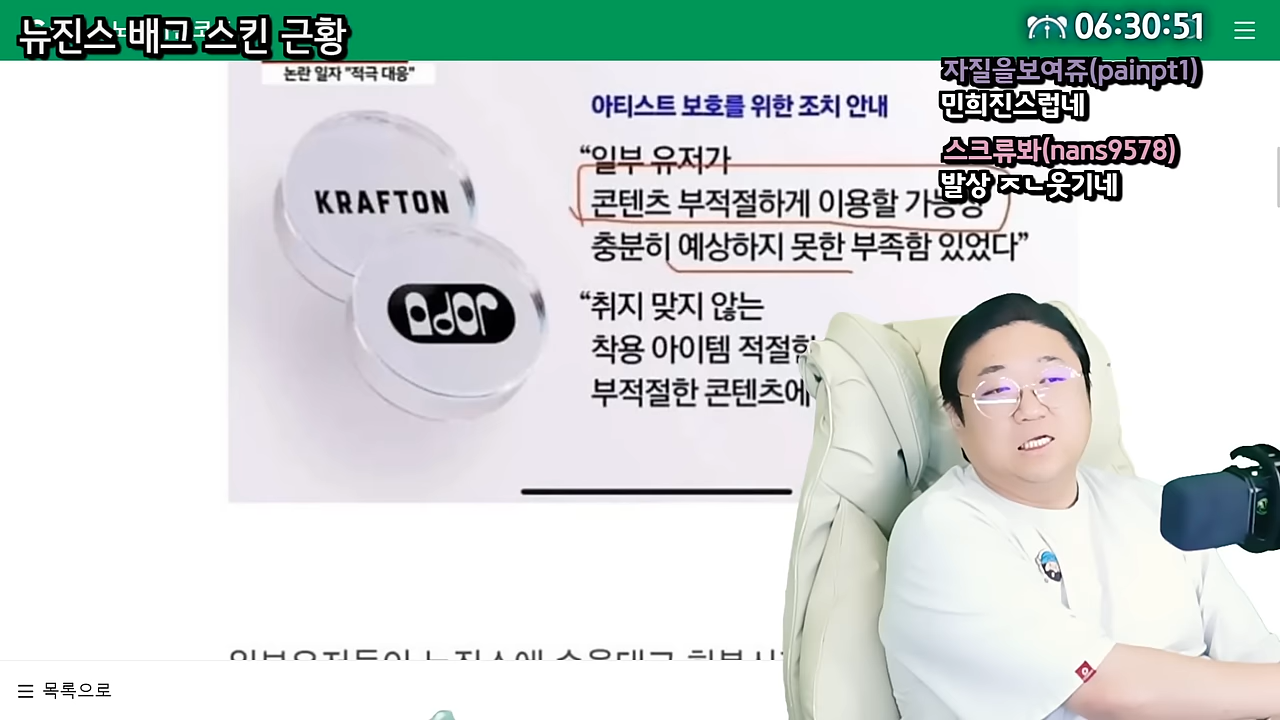 뉴진스 배그 스킨 근황
06:30:51
논란 일자 "적극 대응"
자질을보여쥬(painpt1)
민희진스럽네
스크류봐(nans9578)
발상 ㅈㄴ웃기네
아티스트 보호를 위한 조치 안내
"일부 유저가
콘텐츠 부적절하게 이용할 가능성
충분히 예상하지 못한 부족함 있었다"
"취지 맞지 않는
착용 아이템 적절한
부적절한 콘텐츠에
KRAFTON
ador
목록으로